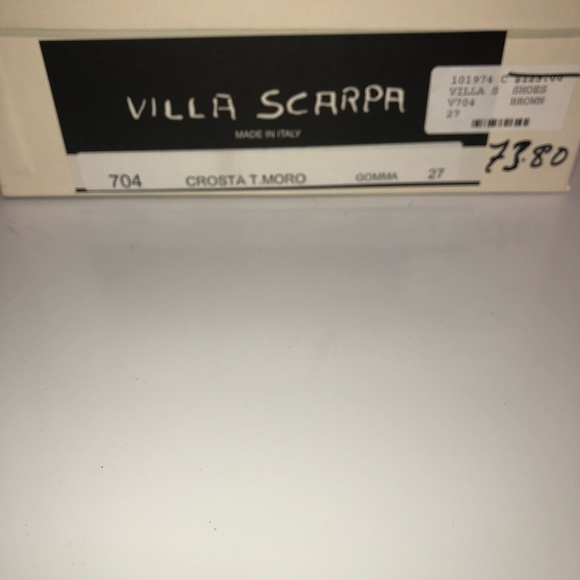 VILLA SCARPA
MADE IN ITALY
704 CROSTA T.MORO GOMMA 27
101974 C
VILLA S SHOES
V704 BROWN
27
73.80